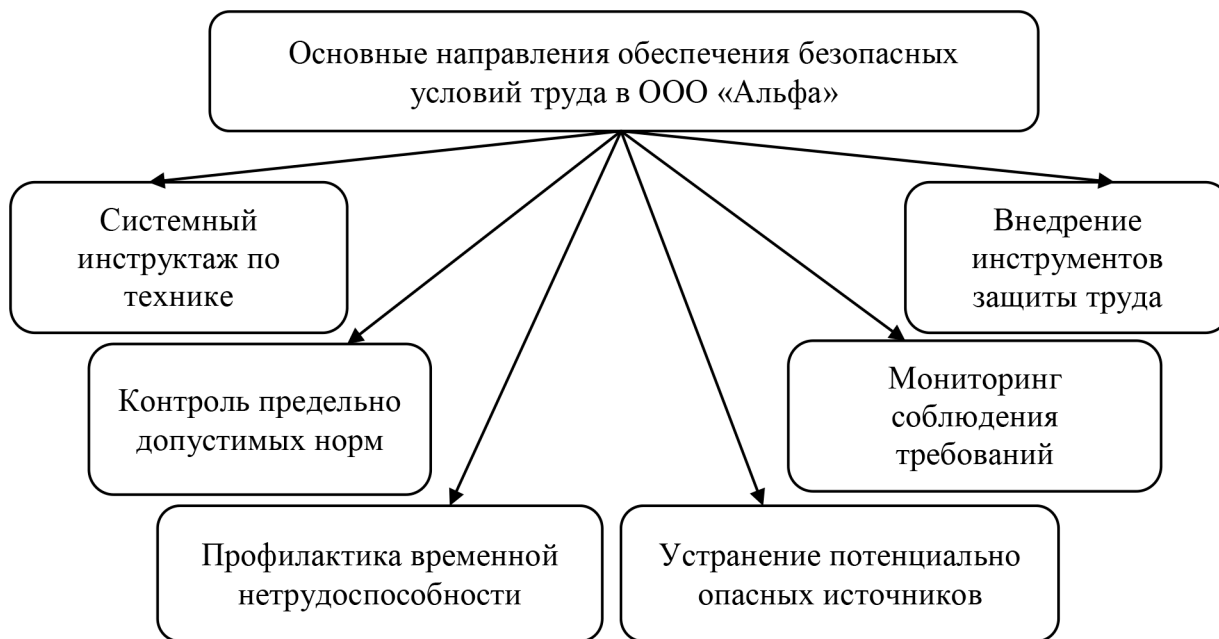 Основные направления обеспечения безопасных
условий труда в ООО «Альфа»
Системный
инструктаж по
технике
Внедрение
инструментов
защиты труда
Контроль предельно
допустимых норм
Мониторинг
соблюдения
требований
Профилактика временной
нетрудоспособности
Устранение потенциально
опасных источников